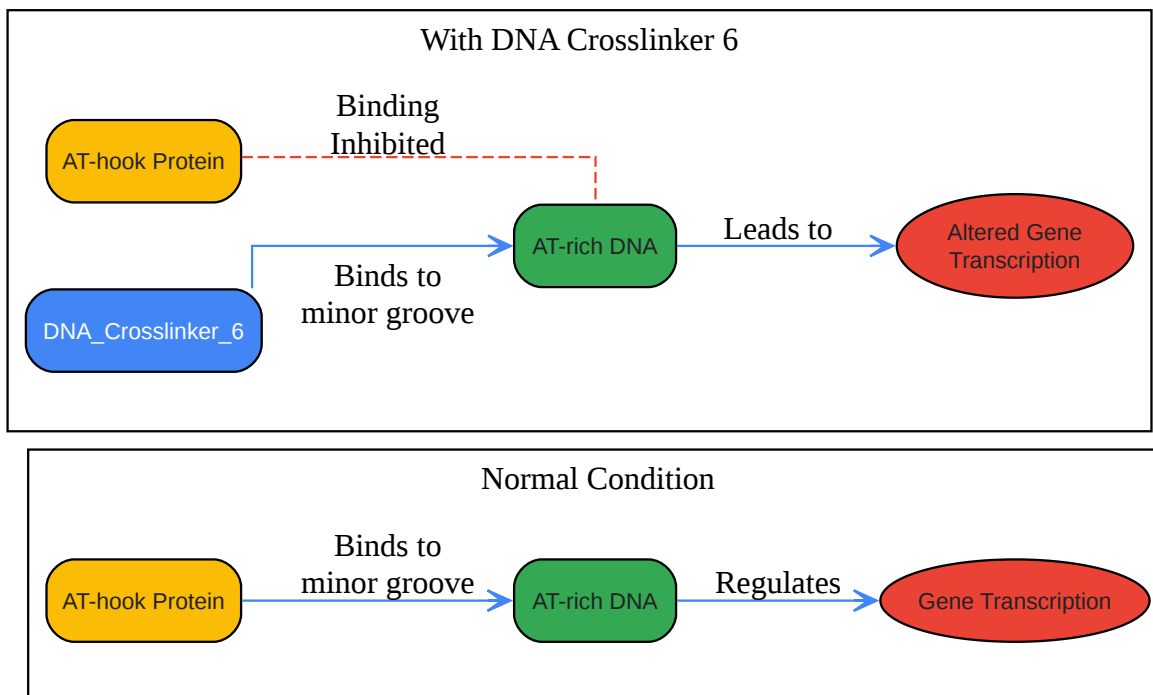 With DNA Crosslinker 6
Binding
Inhibited
AT-hook Protein
AT-rich DNA
Leads to
Altered Gene
Transcription
Binds to
minor groove
DNA_Crosslinker_6
Normal Condition
AT-hook Protein
Binds to
minor groove
AT-rich DNA
Regulates
Gene Transcription